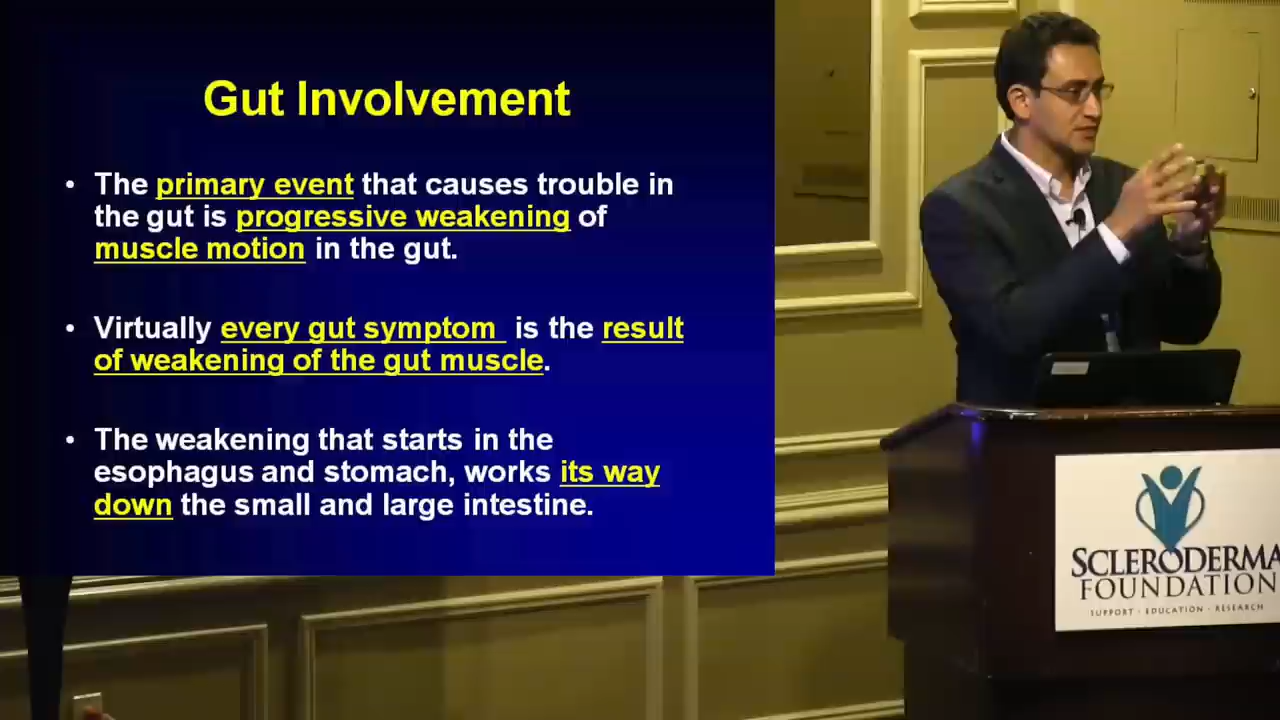 Gut Involvement
• The primary event that causes trouble in
the gut is progressive weakening of
muscle motion in the gut.
• Virtually every gut symptom is the result
of weakening of the gut muscle.
• The weakening that starts in the
esophagus and stomach, works its way
down the small and large intestine.
SCLERODERMA
FOUNDATION
SUPPORT · EDUCATION · RESEARCH